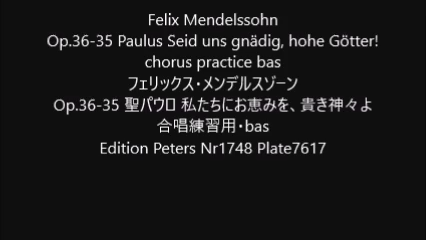 Felix Mendelssohn
Op.36-35 Paulus Seid uns gnädig, hohe Götter!
chorus practice bas
フェリックス・メンデルスゾーン
Op.36-35 聖パウロ 私たちにお恵みを、貴き神々よ
合唱練習用・bas
Edition Peters Nr1748 Plate7617